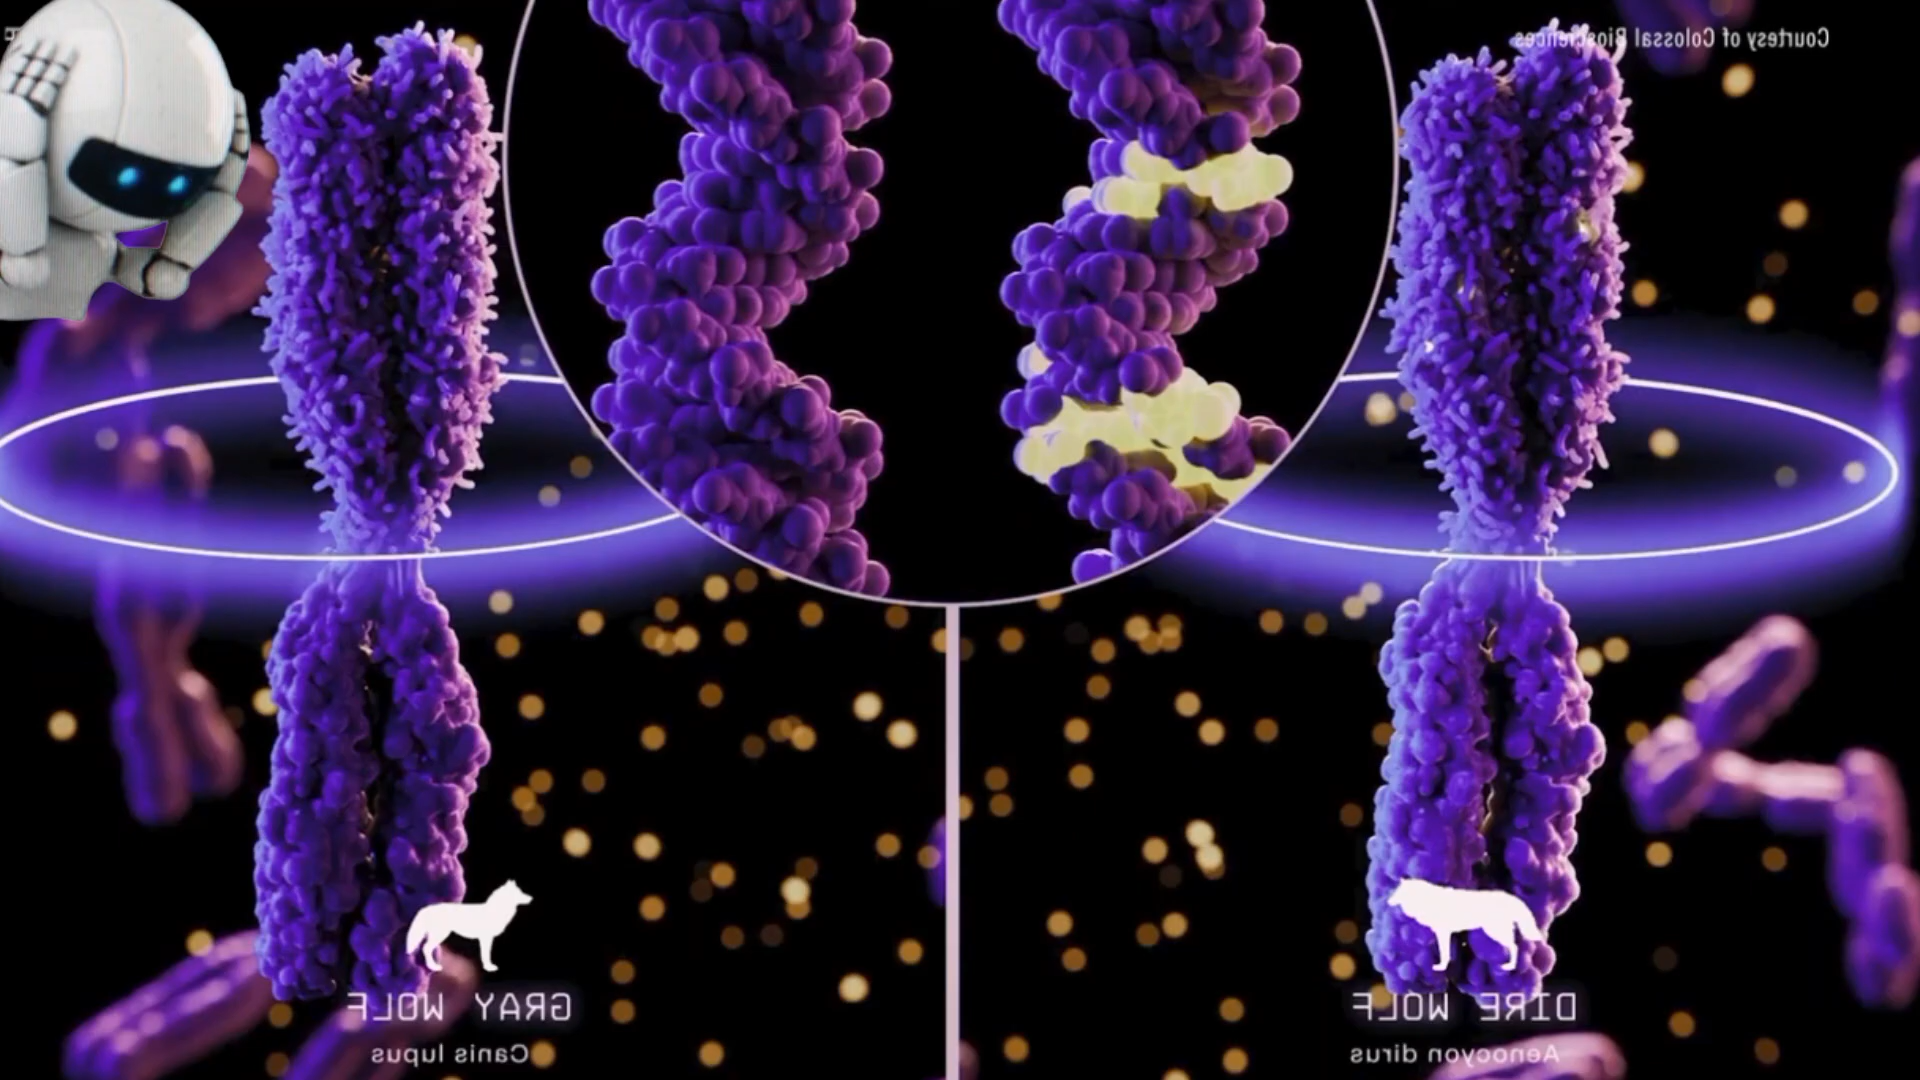 Courtesy of Colossal Biosciences
GRAY WOLF
Canis lupus
DIRE WOLF
Aenocyon dirus